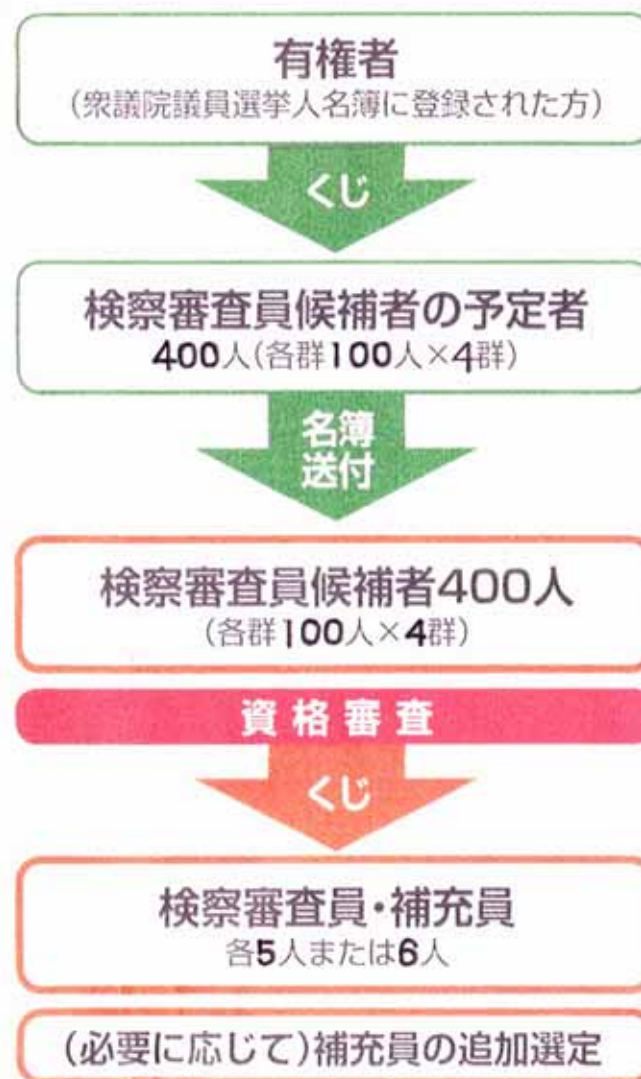 有権者
(衆議院議員選挙人名簿に登録された方)
くじ
検察審査員候補者の予定者
400人(各群100人×4群)
名簿
送付
検察審査員候補者400人
(各群100人×4群)
資格審査
くじ
検察審査員・補充員
各5人または6人
(必要に応じて)補充員の追加選定